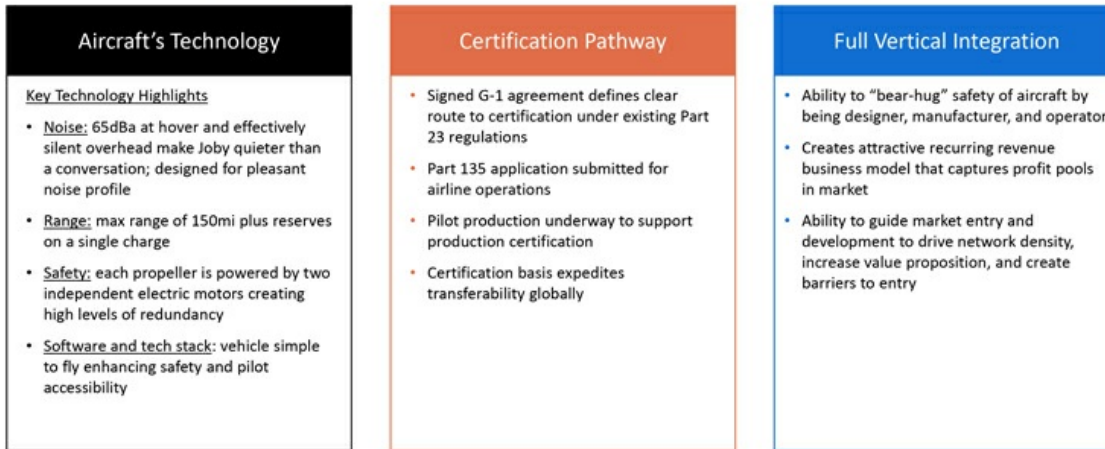 Aircraft's Technology
Key Technology Highlights
• Noise: 65dBa at hover and effectively
silent overhead make Joby quieter than
a conversation; designed for pleasant
noise profile
• Range: max range of 150mi plus reserves
on a single charge
• Safety: each propeller is powered by two
independent electric motors creating
high levels of redundancy
• Software and tech stack: vehicle simple
to fly enhancing safety and pilot
accessibility
Certification Pathway
• Signed G-1 agreement defines clear
route to certification under existing Part
23 regulations
• Part 135 application submitted for
airline operations
• Pilot production underway to support
production certification
• Certification basis expedites
transferability globally
Full Vertical Integration
• Ability to "bear-hug" safety of aircraft by
being designer, manufacturer, and operator
• Creates attractive recurring revenue
business model that captures profit pools
in market
• Ability to guide market entry and
development to drive network density,
increase value proposition, and create
barriers to entry